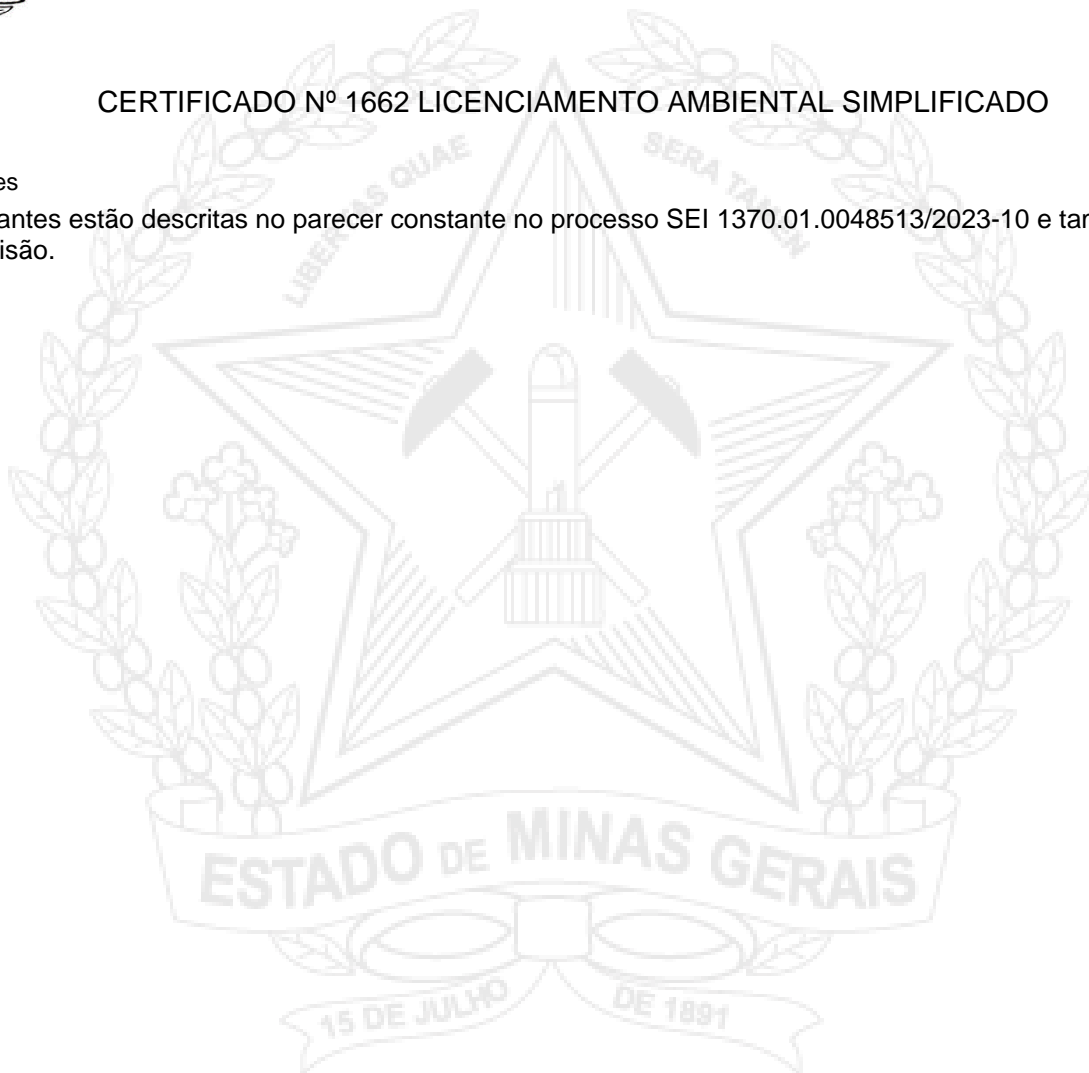 CERTIFICADO Nº 1662 LICENCIAMENTO AMBIENTAL SIMPLIFICADO
es
antes estão descritas no parecer constante no processo SEI 1370.01.0048513/2023-10 e tar
isão.
LIBERTAS QUAE SERA TAMEN
ESTADO DE MINAS GERAIS
15 DE JULHO DE 1891